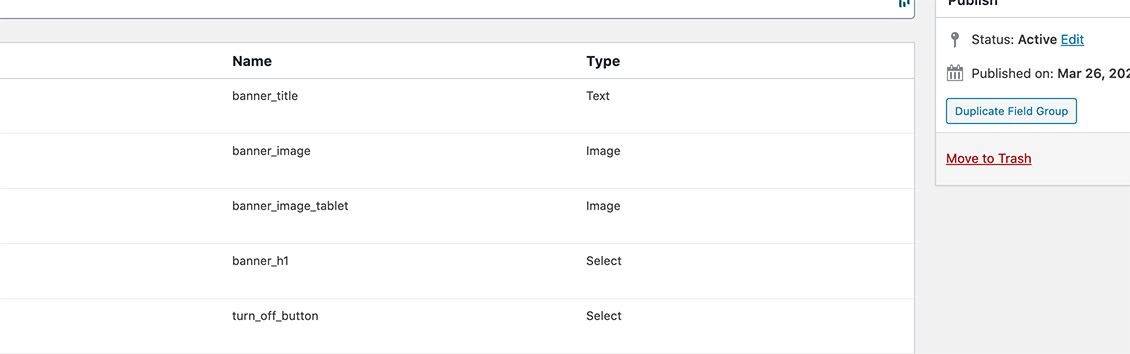 Publish
Status: Active Edit
Published on: Mar 26, 202
Duplicate Field Group
Move to Trash
Name Type
banner_title Text
banner_image Image
banner_image_tablet Image
banner_h1 Select
turn_off_button Select